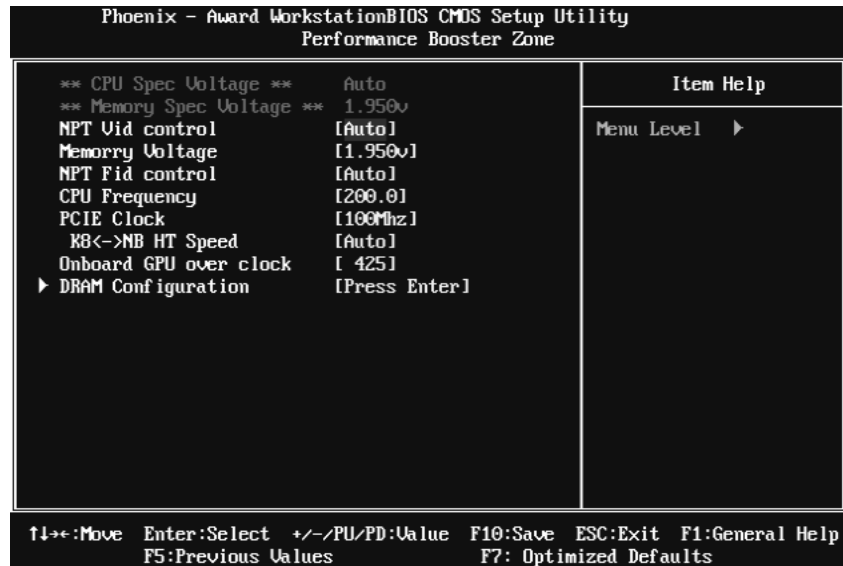 Phoenix - Award WorkstationBIOS CMOS Setup Utility
Performance Booster Zone
** CPU Spec Voltage ** Auto
** Memory Spec Voltage ** 1.950v
NPT Vid control [Auto]
Memorry Voltage [1.950v]
NPT Fid control [Auto]
CPU Frequency [200.0]
PCIE Clock [100Mhz]
K8<->NB HT Speed [Auto]
Onboard GPU over clock [ 425]
▶ DRAM Configuration [Press Enter]
Item Help
Menu Level ▶
↑↓→←:Move Enter:Select +/-/PU/PD:Value F10:Save ESC:Exit F1:General Help
F5:Previous Values F7: Optimized Defaults